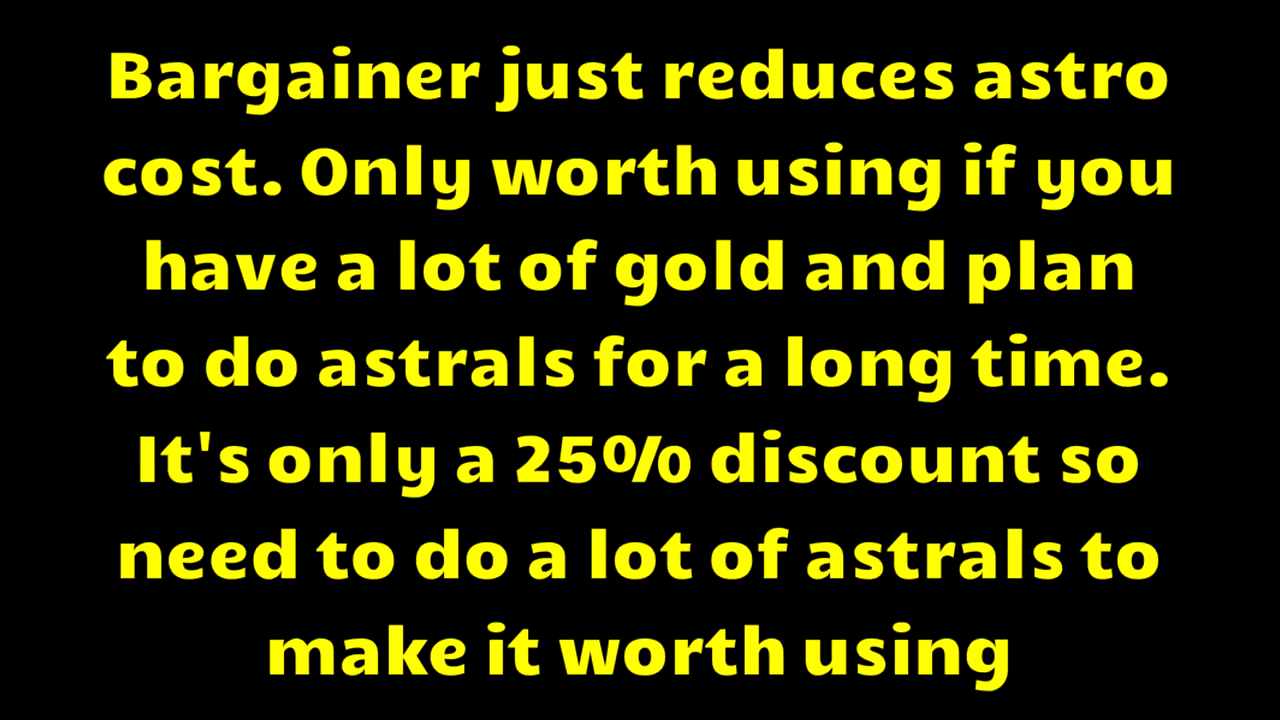 Bargainer just reduces astro
cost. Only worth using if you
have a lot of gold and plan
to do astrals for a long time.
It's only a 25% discount so
need to do a lot of astrals to
make it worth using